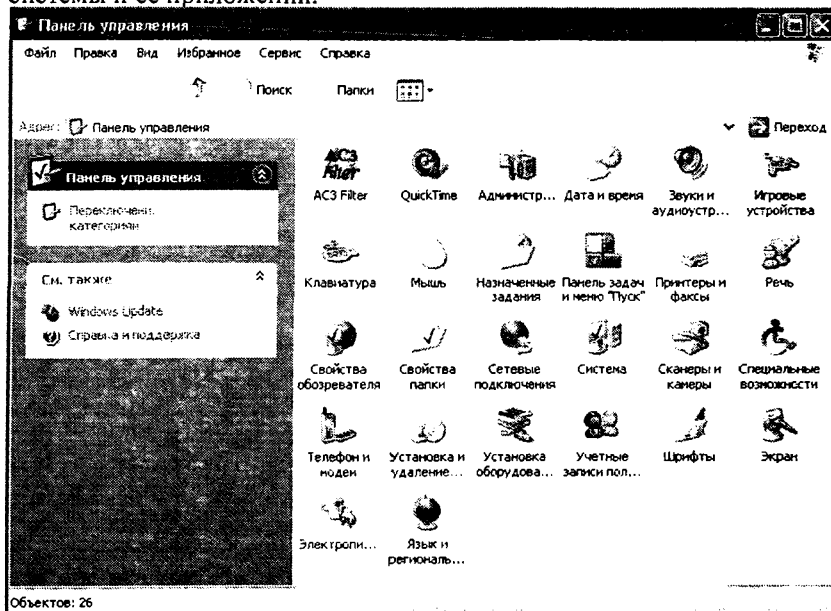 системы и ее приложений.
Панель управления
Файл Правка Вид Избранное Сервис Справка
Поиск Папки
Адрес: Панель управления Переход
Панель управления
Переключени.
категориям
См. также
Windows Update
Справка и поддержка
AC3 Filter
AC3 Filter QuickTime Администр... Дата и время Звуки и аудиоустр... Игровые устройства
Клавиатура Мышь Назначенные задания Панель задач и меню "Пуск" Принтеры и факсы Речь
Свойства обозревателя Свойства папки Сетевые подключения Система Сканеры и камеры Специальные возможности
Телефон и модем Установка и удаление... Установка оборудова... Учетные записи пол... Шрифты Экран
Электропи... Язык и региональ...
Объектов: 26